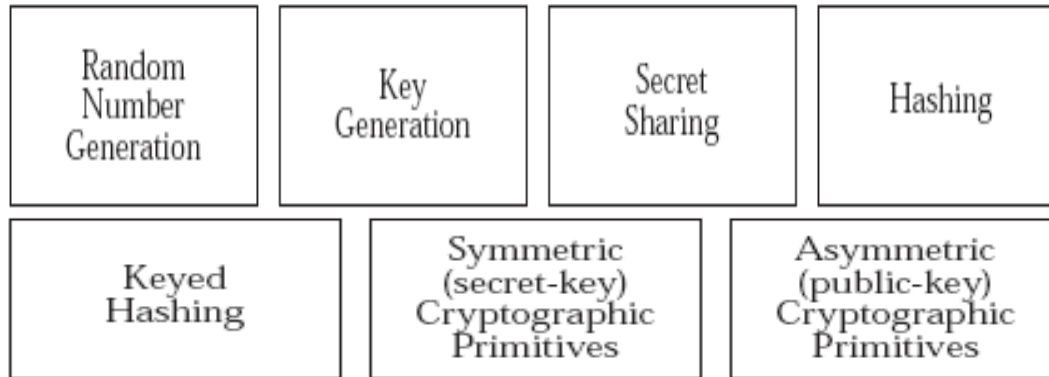 Random
Number
Generation
Key
Generation
Secret
Sharing
Hashing
Keyed
Hashing
Symmetric
(secret-key)
Cryptographic
Primitives
Asymmetric
(public-key)
Cryptographic
Primitives